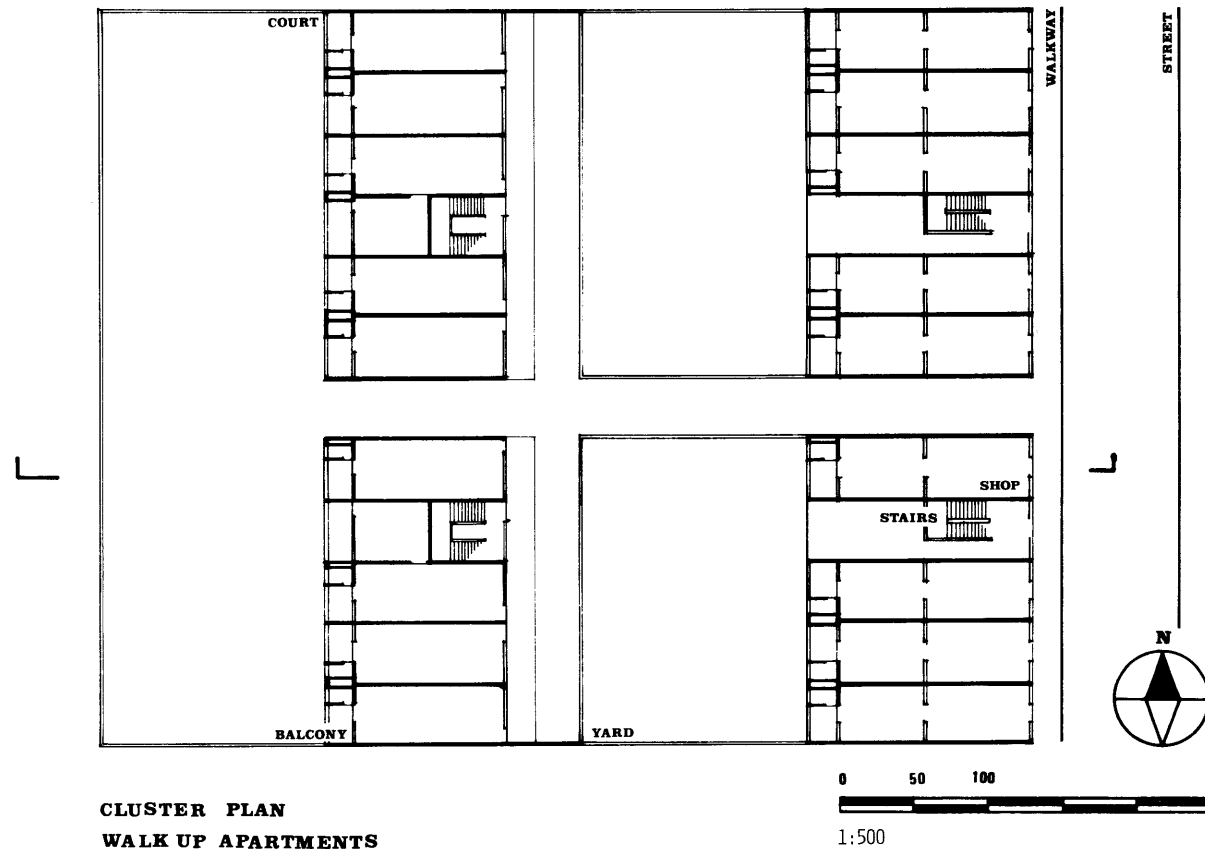 COURT
WALKWAY
STREET
SHOP
STAIRS
N
BALCONY
YARD
0 50 100
CLUSTER PLAN
WALK UP APARTMENTS
1:500